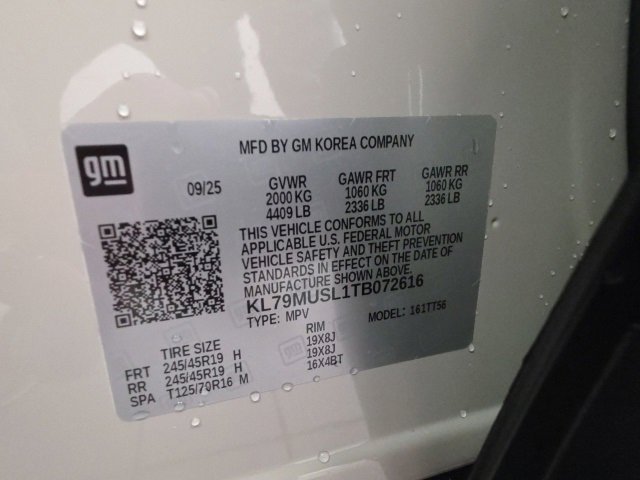 MFD BY GM KOREA COMPANY
gm
09/25 GVWR GAWR FRT GAWR RR
2000 KG 1060 KG 1060 KG
4409 LB 2336 LB 2336 LB
THIS VEHICLE CONFORMS TO ALL
APPLICABLE U.S. FEDERAL MOTOR
VEHICLE SAFETY AND THEFT PREVENTION
STANDARDS IN EFFECT ON THE DATE OF
MANUFACTURE SHOWN ABOVE.
KL79MUSL1TB072616
TYPE: MPV MODEL: 161TT56
TIRE SIZE RIM
FRT 245/45R19 H 19X8J
RR 245/45R19 H 19X8J
SPA T125/70R16 M 16X4BT
gm